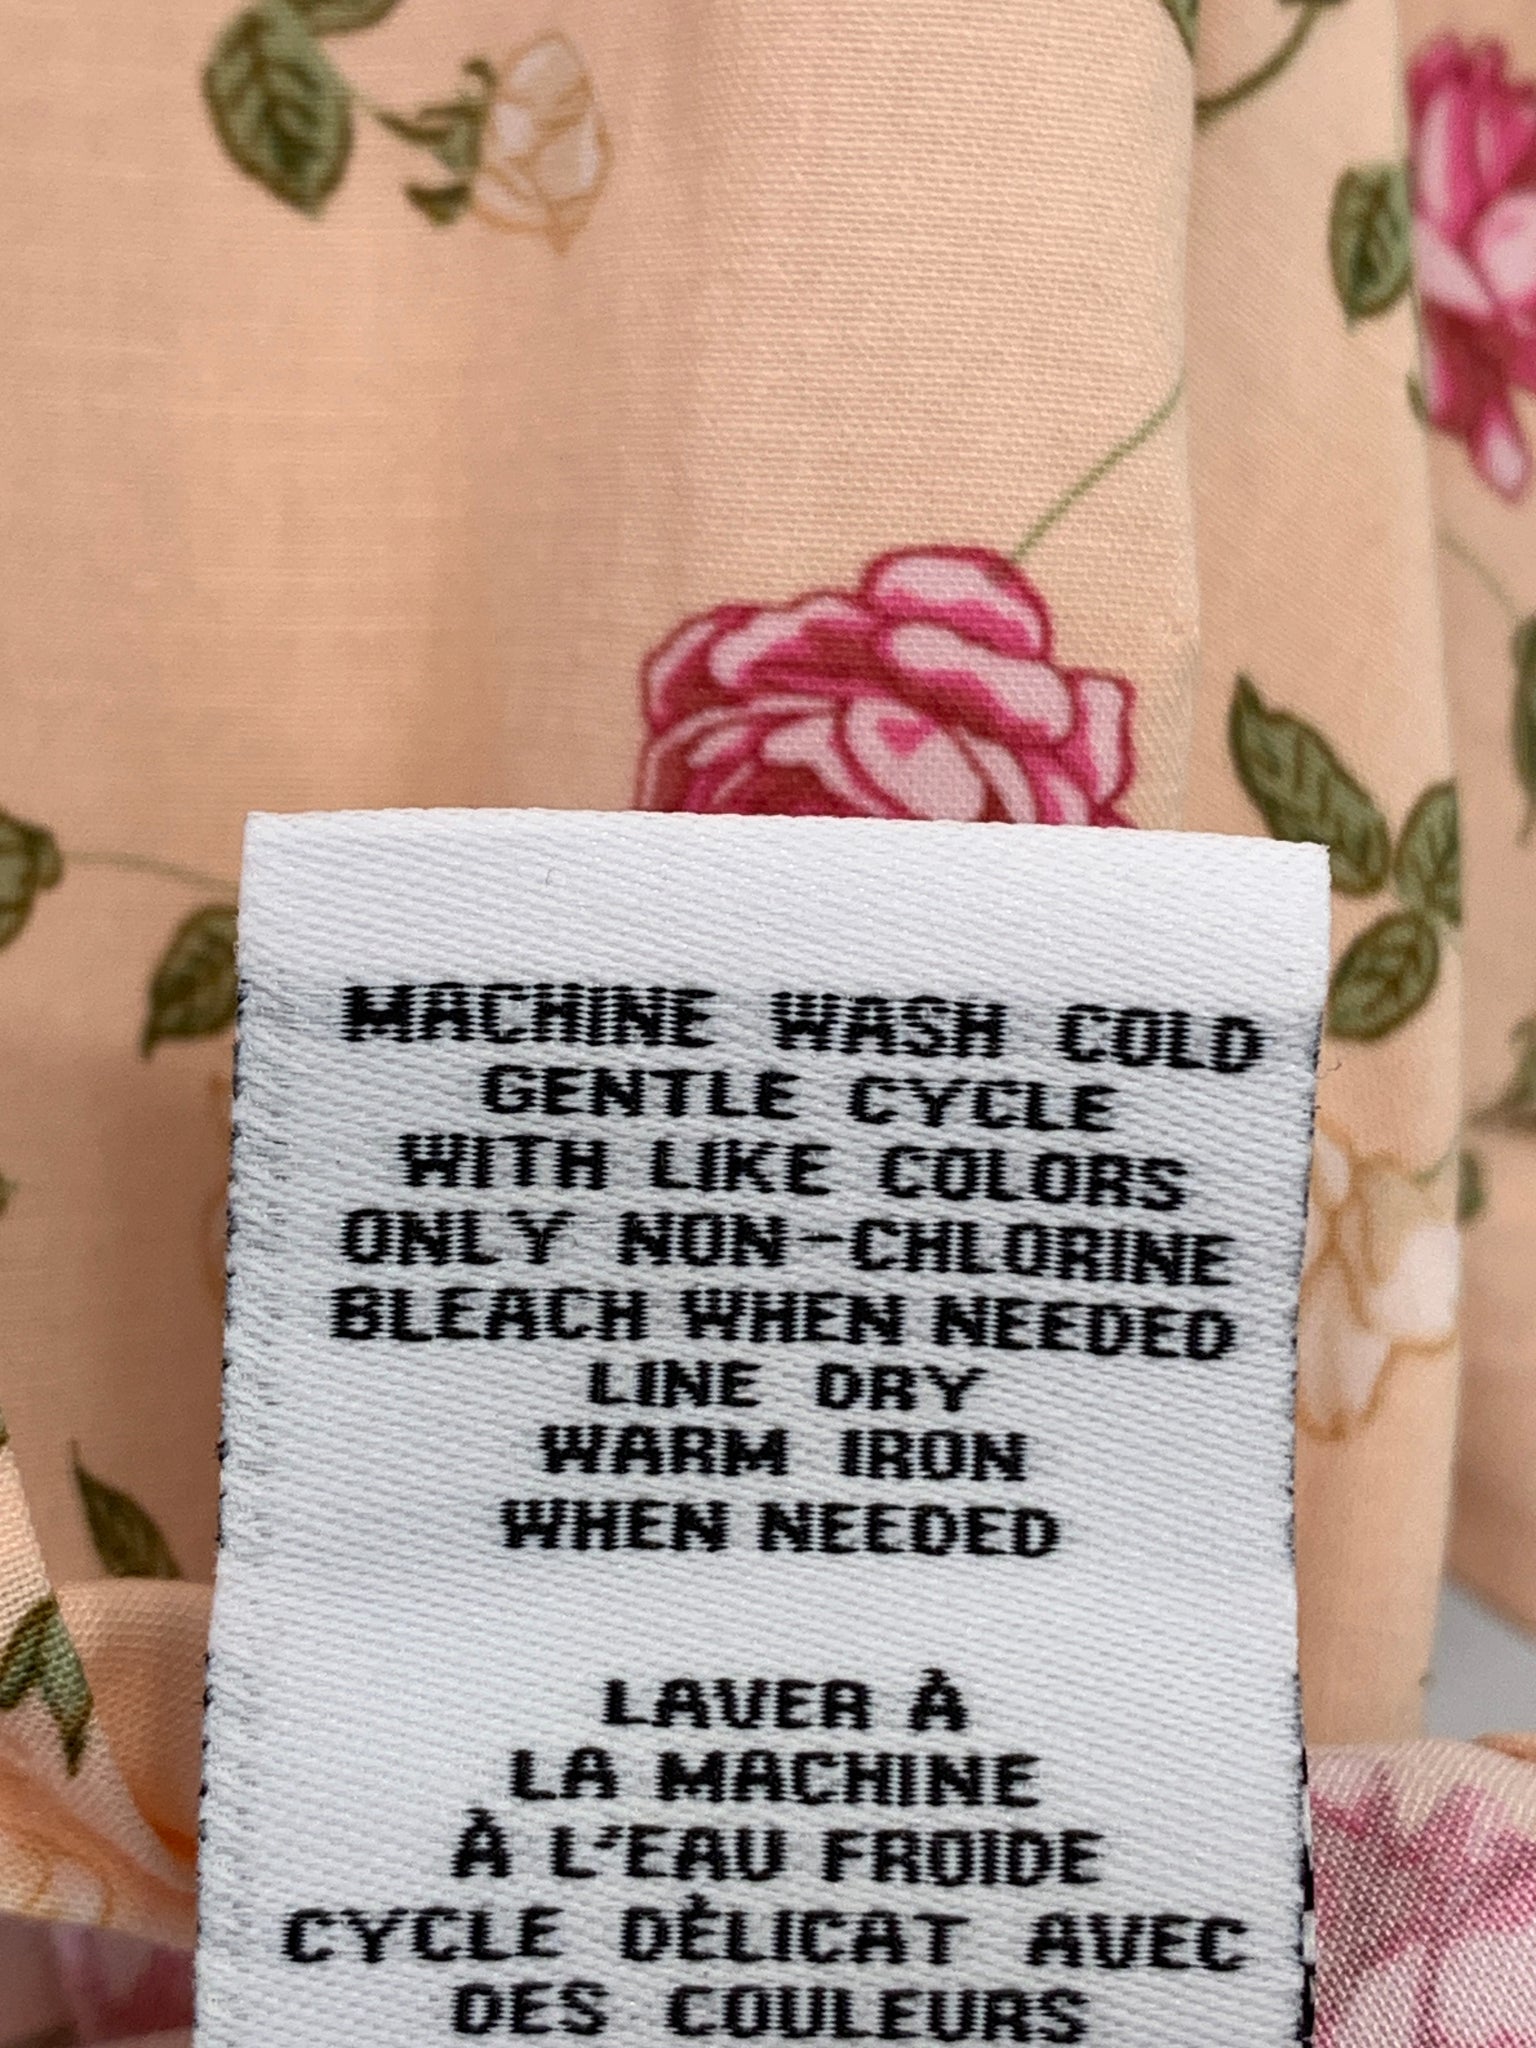 MACHINE WASH COLD
GENTLE CYCLE
WITH LIKE COLORS
ONLY NON-CHLORINE
BLEACH WHEN NEEDED
LINE DRY
WARM IRON
WHEN NEEDED
LAVER À
LA MACHINE
À L'EAU FROIDE
CYCLE DÉLICAT AVEC
DES COULEURS